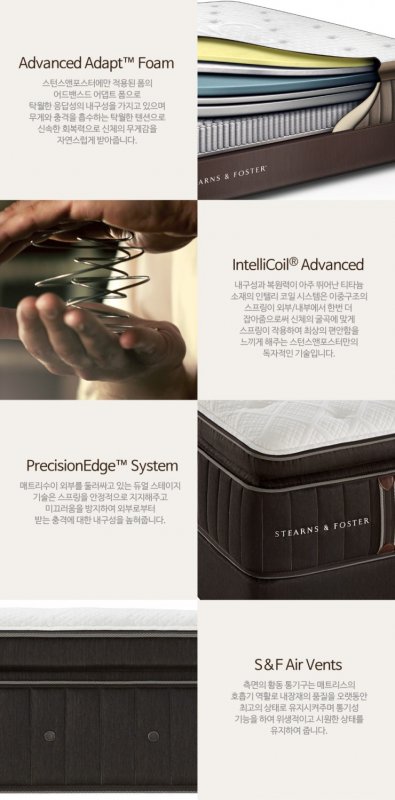 Advanced Adapt™ Foam
스턴스앤포스터에만 적용된 폼의
어드밴스드 어댑트 폼으로
탁월한 응답성의 내구성을 가지고 있으며
무게와 충격을 흡수하는 탁월한 텐션으로
신속한 회복력으로 신체의 무게감을
자연스럽게 받아줍니다.
EARNS & FOSTER®
IntelliCoil® Advanced
내구성과 복원력이 아주 뛰어난 티타늄
소재의 인텔리 코일 시스템은 이중구조의
스프링이 외부/내부에서 한번 더
잡아줌으로써 신체의 굴곡에 맞게
스프링이 작용하여 최상의 편안함을
느끼게 해주는 스턴스앤포스터만의
독자적인 기술입니다.
PrecisionEdge™ System
매트리수이 외부를 둘러싸고 있는 듀얼 스테이지
기술은 스프링을 안정적으로 지지해주고
미끄러움을 방지하여 외부로부터
받는 충격에 대한 내구성을 높혀줍니다.
STEARNS & FOSTER
S&F Air Vents
측면의 황동 통기구는 매트리스의
호흡기 역활로 내장재의 품질을 오랫동안
최고의 상태로 유지시켜주며 통기성
기능을 하여 위생적이고 시원한 상태를
유지하여 줍니다.